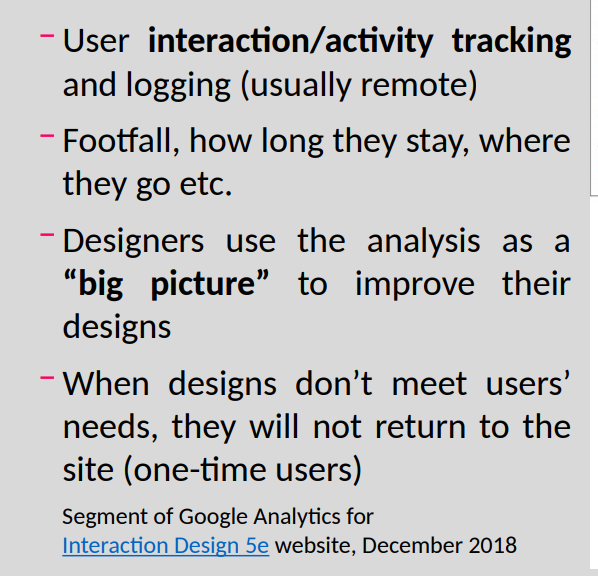 – User interaction/activity tracking
and logging (usually remote)
– Footfall, how long they stay, where
they go etc.
– Designers use the analysis as a
“big picture” to improve their
designs
– When designs don’t meet users’
needs, they will not return to the
site (one-time users)
Segment of Google Analytics for
Interaction Design 5e website, December 2018